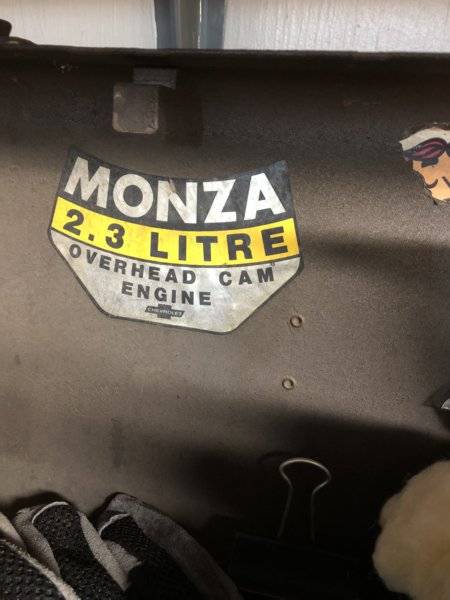 MONZA
2.3 LITRE
OVERHEAD CAM
ENGINE
CHEVROLET